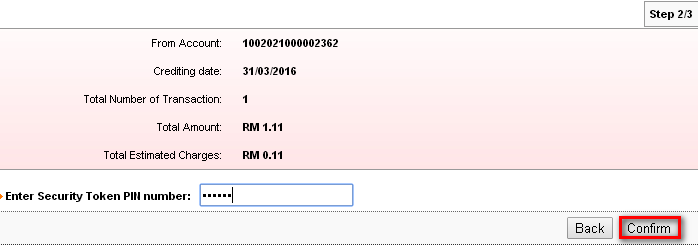 Step 2/3
From Account: 1002021000002362
Crediting date: 31/03/2016
Total Number of Transaction: 1
Total Amount: RM 1.11
Total Estimated Charges: RM 0.11
Enter Security Token PIN number: ••••••
Back Confirm